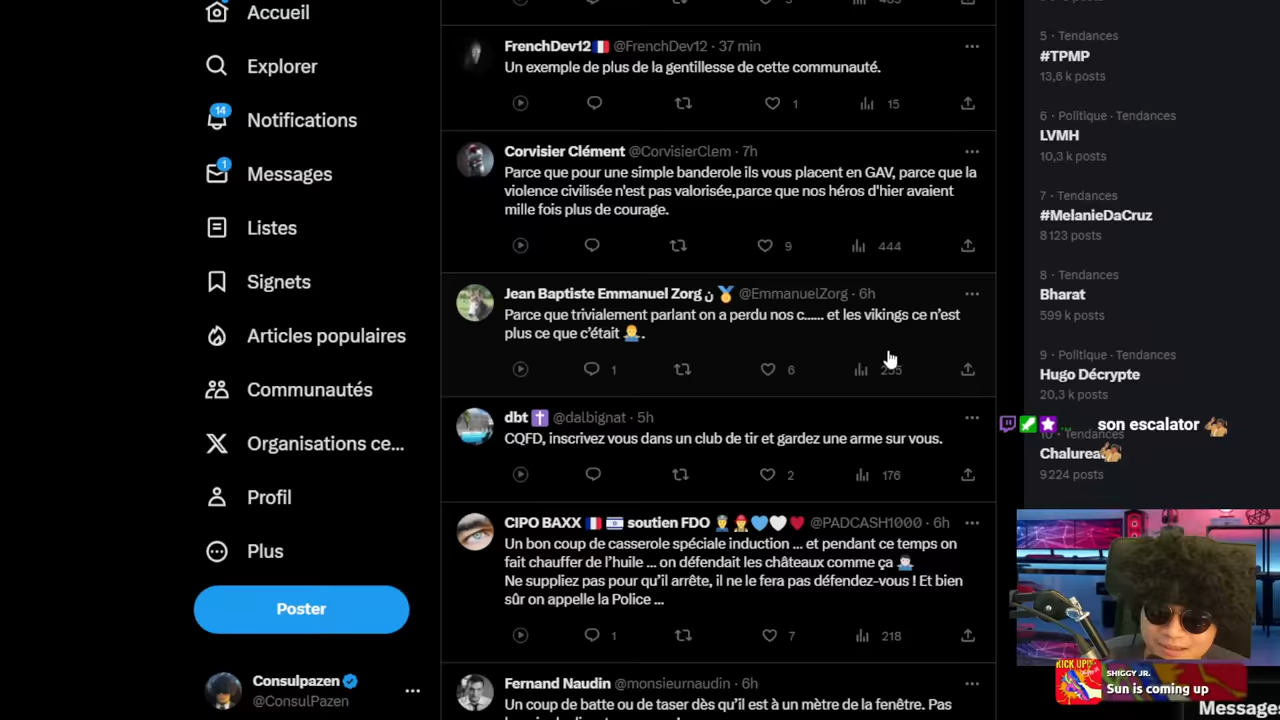 Accueil
Explorer
14
Notifications
1
Messages
Listes
Signets
Articles populaires
Communautés
Organisations ce...
Profil
Plus
Poster
Consulpazen
@ConsulPazen
FrenchDev12 @FrenchDev12 · 37 min
Un exemple de plus de la gentillesse de cette communauté.
1 15
Corvisier Clément @CorvisierClem · 7h
Parce que pour une simple banderole ils vous placent en GAV, parce que la
violence civilisée n'est pas valorisée,parce que nos héros d'hier avaient
mille fois plus de courage.
9 444
Jean Baptiste Emmanuel Zorg ن @EmmanuelZorg · 6h
Parce que trivialement parlant on a perdu nos c...... et les vikings ce n’est
plus ce que c’était .
1 6
dbt @dalbignat · 5h
CQFD, inscrivez vous dans un club de tir et gardez une arme sur vous.
2 176
CIPO BAXX soutien FDO @PADCASH1000 · 6h
Un bon coup de casserole spéciale induction ... et pendant ce temps on
fait chauffer de l’huile ... on défendait les châteaux comme ça
Ne suppliez pas pour qu’il arrête, il ne le fera pas défendez-vous ! Et bien
sûr on appelle la Police ...
1 7 218
Fernand Naudin @monsieurnaudin · 6h
Un coup de batte ou de taser dès qu’il est à un mètre de la fenêtre. Pas
5 · Tendances
#TPMP
13,6 k posts
6 · Politique · Tendances
LVMH
10,3 k posts
7 · Tendances
#MelanieDaCruz
8 123 posts
8 · Tendances
Bharat
599 k posts
9 · Politique · Tendances
Hugo Décrypte
20,3 k posts
son escalator
10 · Tendances
9 224 posts
KICK UP!!
SHIGGY JR.
Sun is coming up
Messages